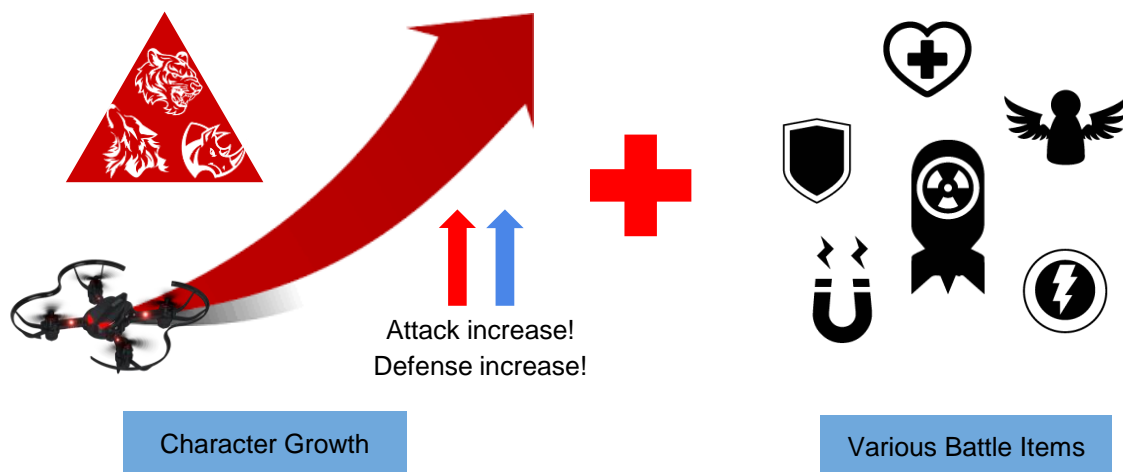 Attack increase!
Defense increase!
Character Growth
Various Battle Items